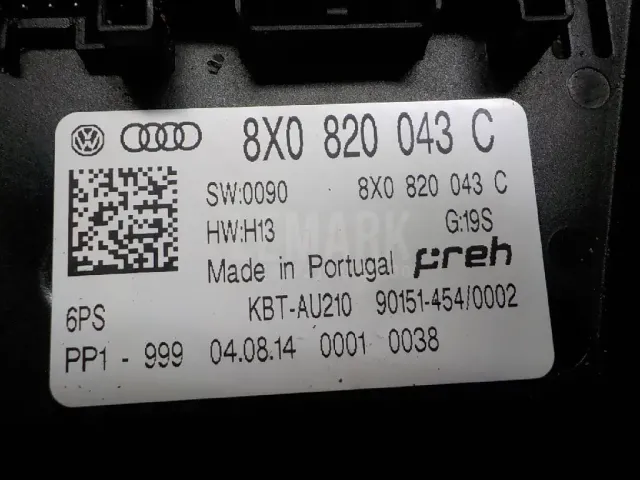 8X0 820 043 C
SW:0090 8X0 820 043 C
HW:H13 G:19S
Made in Portugal preh
6PS KBT-AU210 90151-454/0002
PP1 - 999 04.08.14 0001 0038